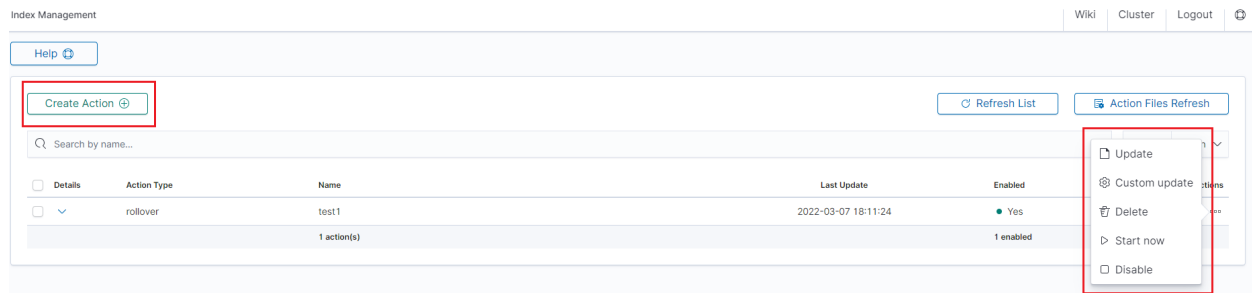 Index Management Wiki Cluster Logout
Help
Create Action Refresh List Action Files Refresh
Search by name...
Details Action Type Name Last Update Enabled ctions
rollover test1 2022-03-07 18:11:24 Yes
1 action(s) 1 enabled
Update
Custom update
Delete
Start now
Disable